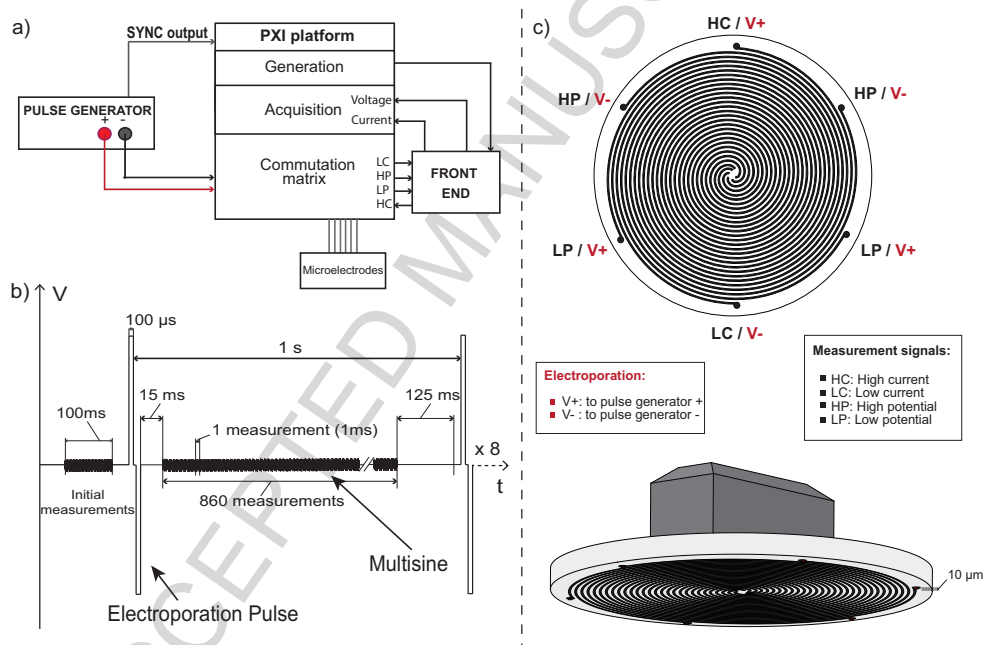 a)
SYNC output
PXI platform
Generation
Acquisition
Voltage
Current
PULSE GENERATOR
+ -
Commutation
matrix
LC
HP
LP
HC
FRONT
END
Microelectrodes
b)
V
100 µs
1 s
15 ms
125 ms
100ms
1 measurement (1ms)
x 8
t
Initial
measurements
860 measurements
Multisine
Electroporation Pulse
c)
HC / V+
HP / V-
HP / V-
LP / V+
LP / V+
LC / V-
Electroporation:
V+: to pulse generator +
V- : to pulse generator -
Measurement signals:
HC: High current
LC: Low current
HP: High potential
LP: Low potential
10 µm
CCEPTED MANUS